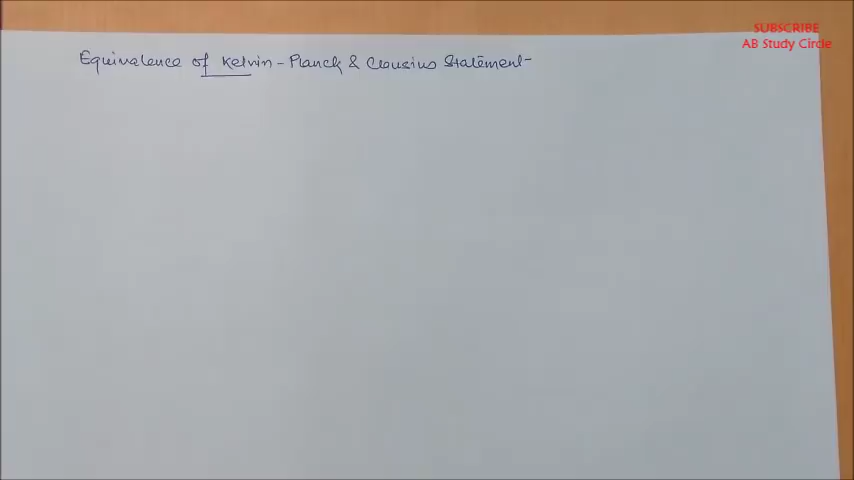 SUBSCRIBE
AB Study Circle
Equivalence of Kelvin - Planck & Clausius Statement -